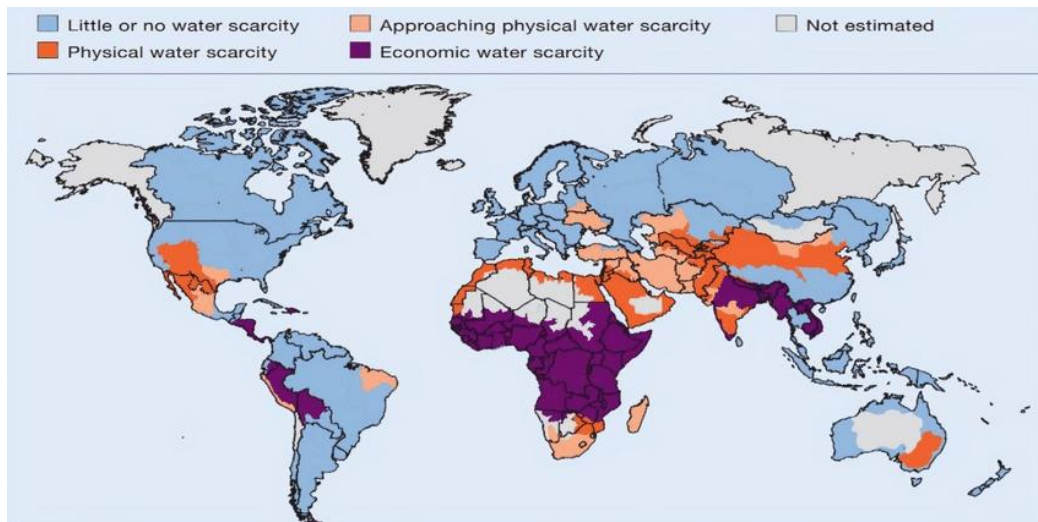 Little or no water scarcity
Approaching physical water scarcity
Not estimated
Physical water scarcity
Economic water scarcity